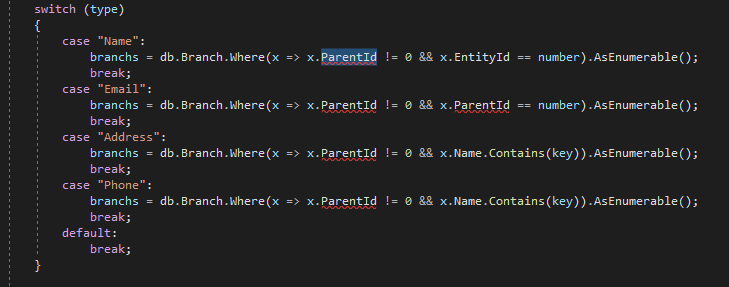 switch (type)
{
case "Name":
branchs = db.Branch.Where(x => x.ParentId != 0 && x.EntityId == number).AsEnumerable();
break;
case "Email":
branchs = db.Branch.Where(x => x.ParentId != 0 && x.ParentId == number).AsEnumerable();
break;
case "Address":
branchs = db.Branch.Where(x => x.ParentId != 0 && x.Name.Contains(key)).AsEnumerable();
break;
case "Phone":
branchs = db.Branch.Where(x => x.ParentId != 0 && x.Name.Contains(key)).AsEnumerable();
break;
default:
break;
}